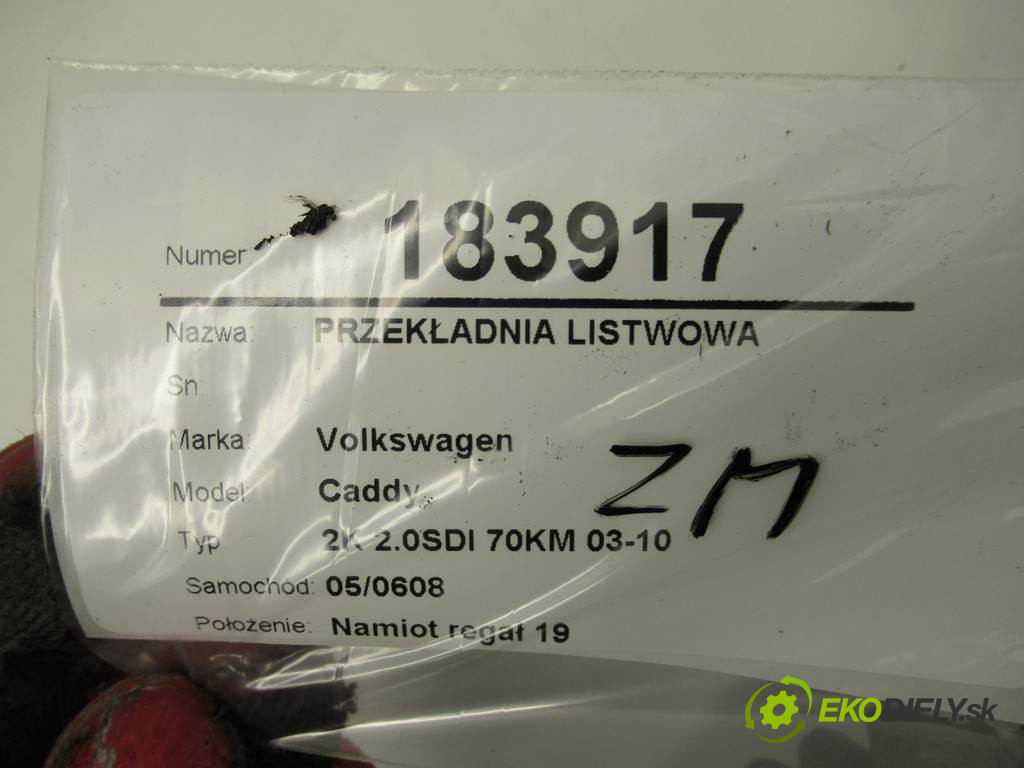 Numer 183917
Nazwa: PRZEKŁADNIA LISTWOWA
Sn
Marka: Volkswagen
Model: Caddy
Typ 2K 2.0SDI 70KM 03-10
ZM
Samochód: 05/0608
Położenie: Namiot regał 19
EKODIELY.sk